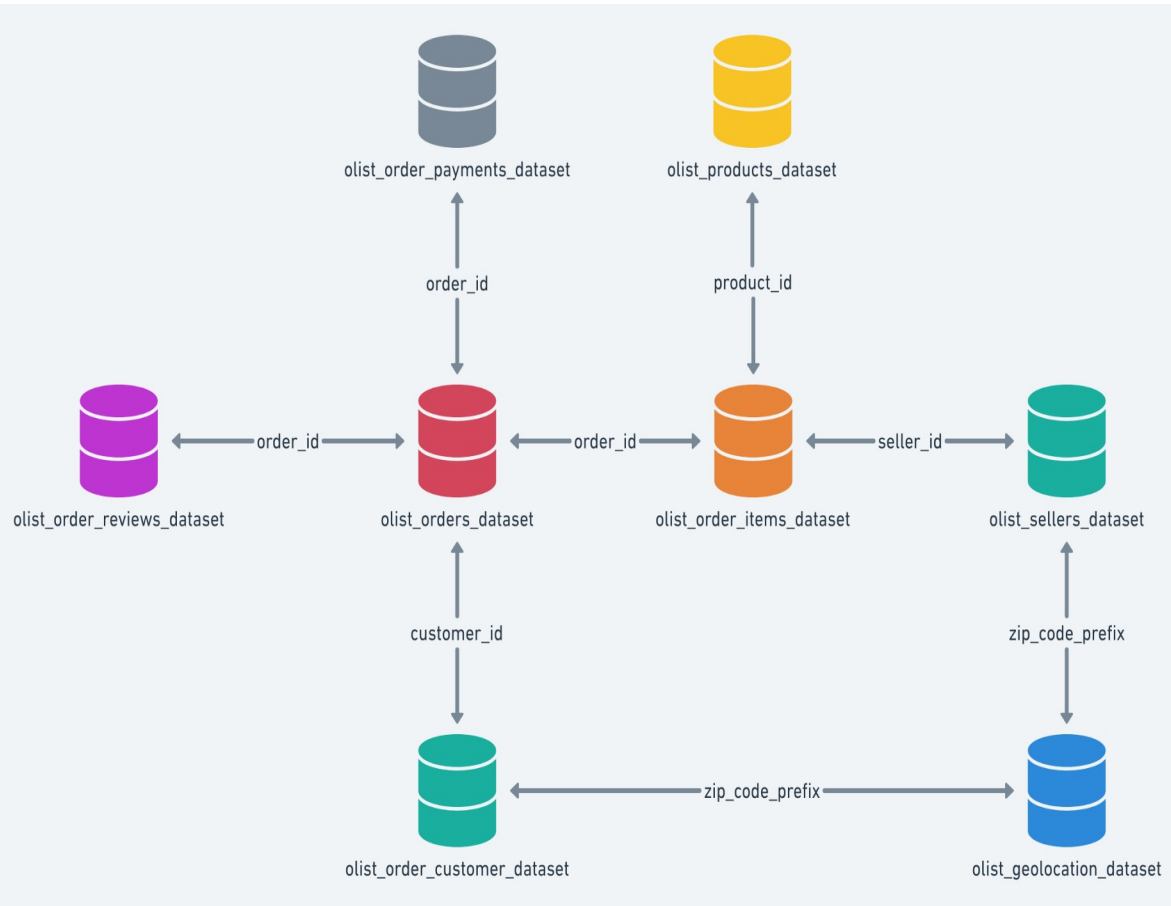 olist_order_payments_dataset
olist_products_dataset
order_id
product_id
order_id
order_id
seller_id
olist_order_reviews_dataset
olist_orders_dataset
olist_order_items_dataset
olist_sellers_dataset
customer_id
zip_code_prefix
zip_code_prefix
olist_order_customer_dataset
olist_geolocation_dataset